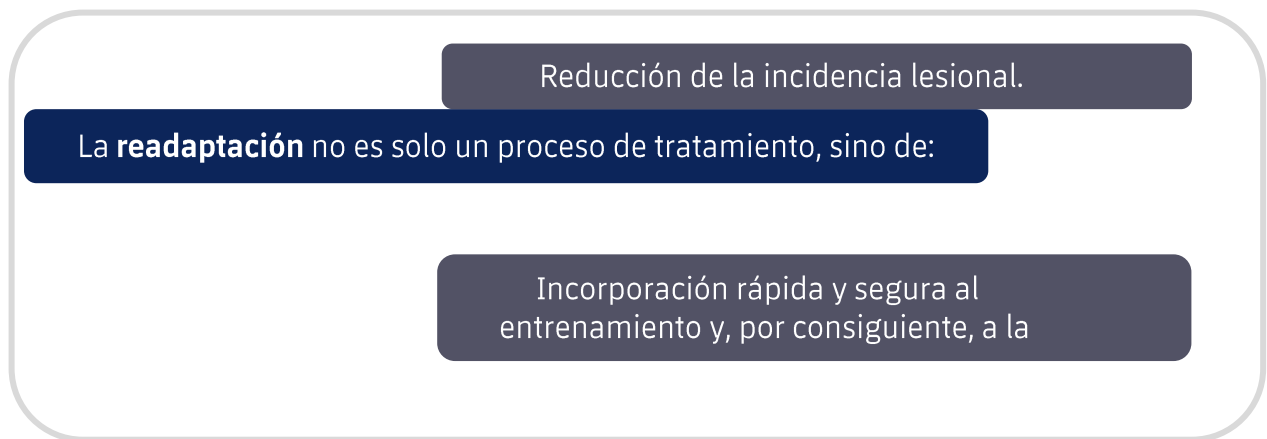 Reducción de la incidencia lesional.
La readaptación no es solo un proceso de tratamiento, sino de:
Incorporación rápida y segura al
entrenamiento y, por consiguiente, a la